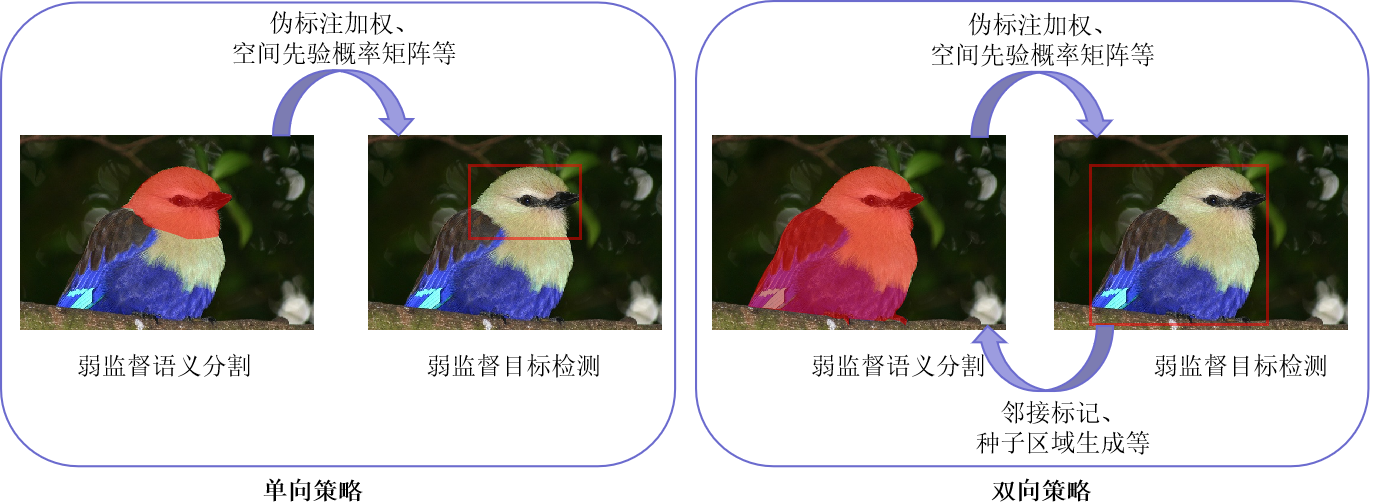 伪标注加权、
空间先验概率矩阵等
弱监督语义分割
弱监督目标检测
单向策略
伪标注加权、
空间先验概率矩阵等
弱监督语义分割
弱监督目标检测
邻接标记、
种子区域生成等
双向策略